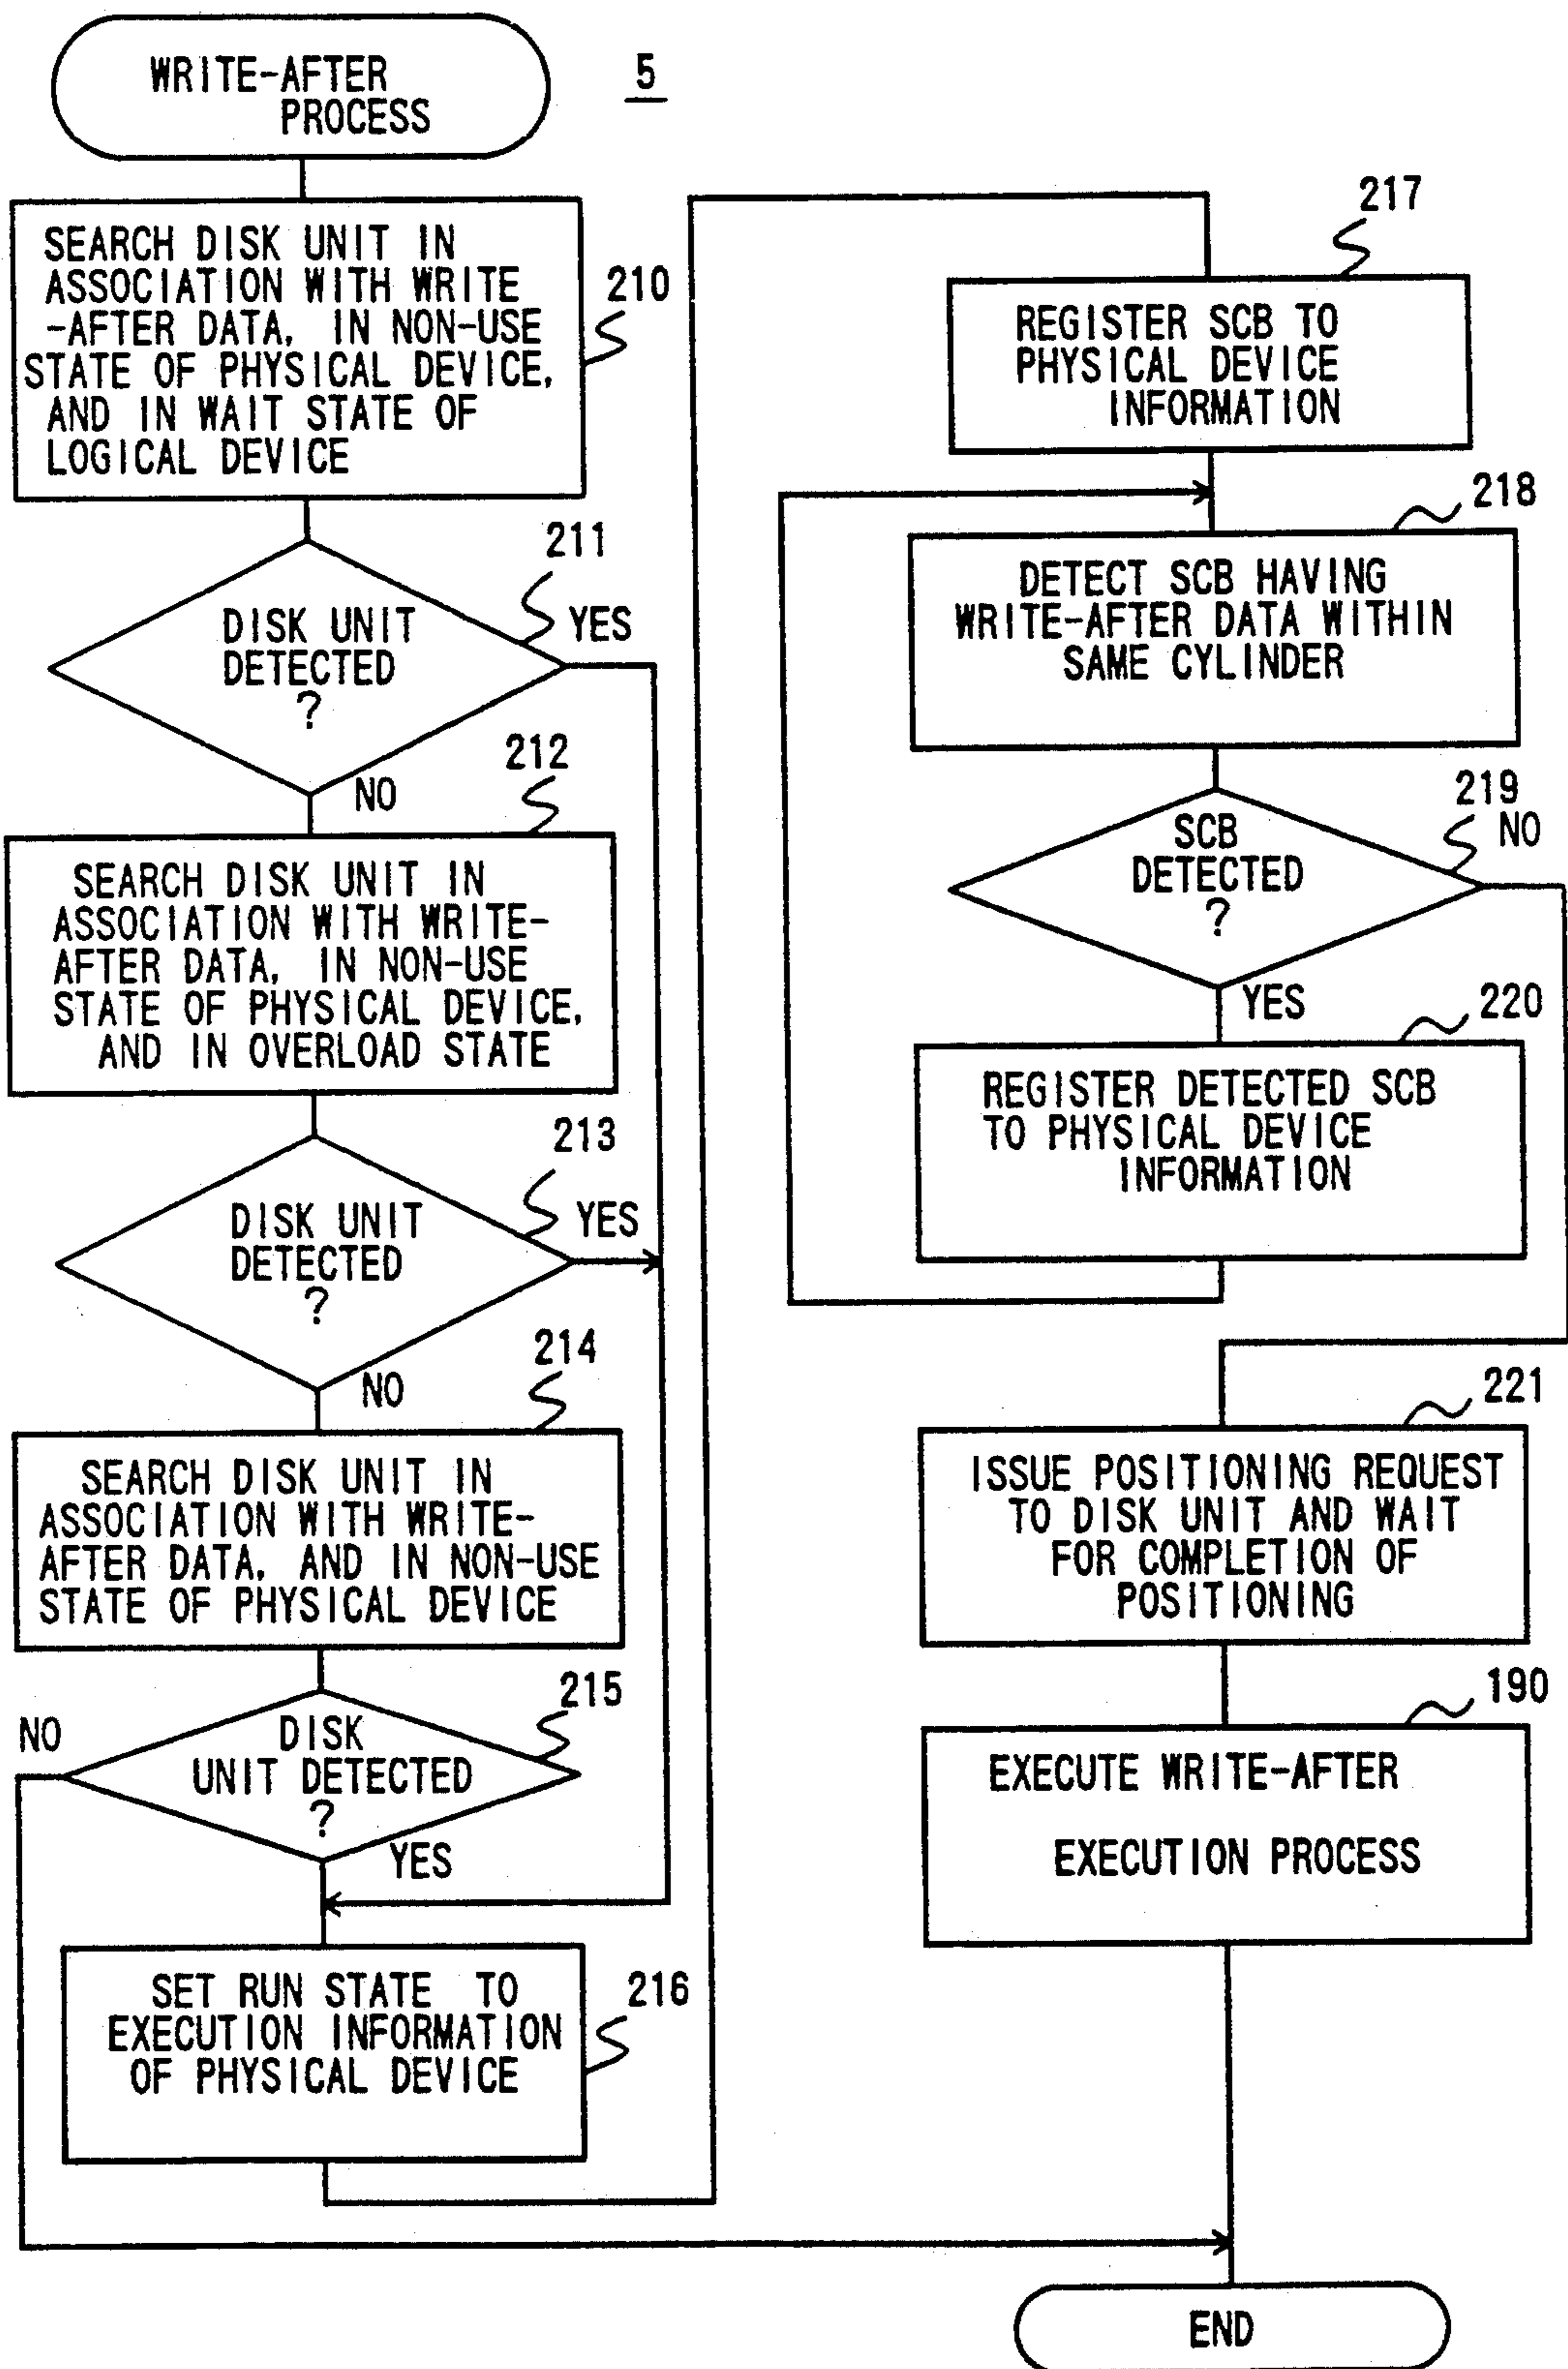 WRITE-AFTER
PROCESS
5
SEARCH DISK UNIT IN
ASSOCIATION WITH WRITE
-AFTER DATA, IN NON-USE
STATE OF PHYSICAL DEVICE,
AND IN WAIT STATE OF
LOGICAL DEVICE
210
211
DISK UNIT
DETECTED
?
YES
NO
212
SEARCH DISK UNIT IN
ASSOCIATION WITH WRITE-
AFTER DATA, IN NON-USE
STATE OF PHYSICAL DEVICE,
AND IN OVERLOAD STATE
213
DISK UNIT
DETECTED
?
YES
NO
214
SEARCH DISK UNIT IN
ASSOCIATION WITH WRITE-
AFTER DATA, AND IN NON-USE
STATE OF PHYSICAL DEVICE
215
NO
DISK
UNIT DETECTED
?
YES
SET RUN STATE TO
EXECUTION INFORMATION
OF PHYSICAL DEVICE
216
217
REGISTER SCB TO
PHYSICAL DEVICE
INFORMATION
218
DETECT SCB HAVING
WRITE-AFTER DATA WITHIN
SAME CYLINDER
219
SCB
DETECTED
?
NO
YES
220
REGISTER DETECTED SCB
TO PHYSICAL DEVICE
INFORMATION
221
ISSUE POSITIONING REQUEST
TO DISK UNIT AND WAIT
FOR COMPLETION OF
POSITIONING
190
EXECUTE WRITE-AFTER
EXECUTION PROCESS
END